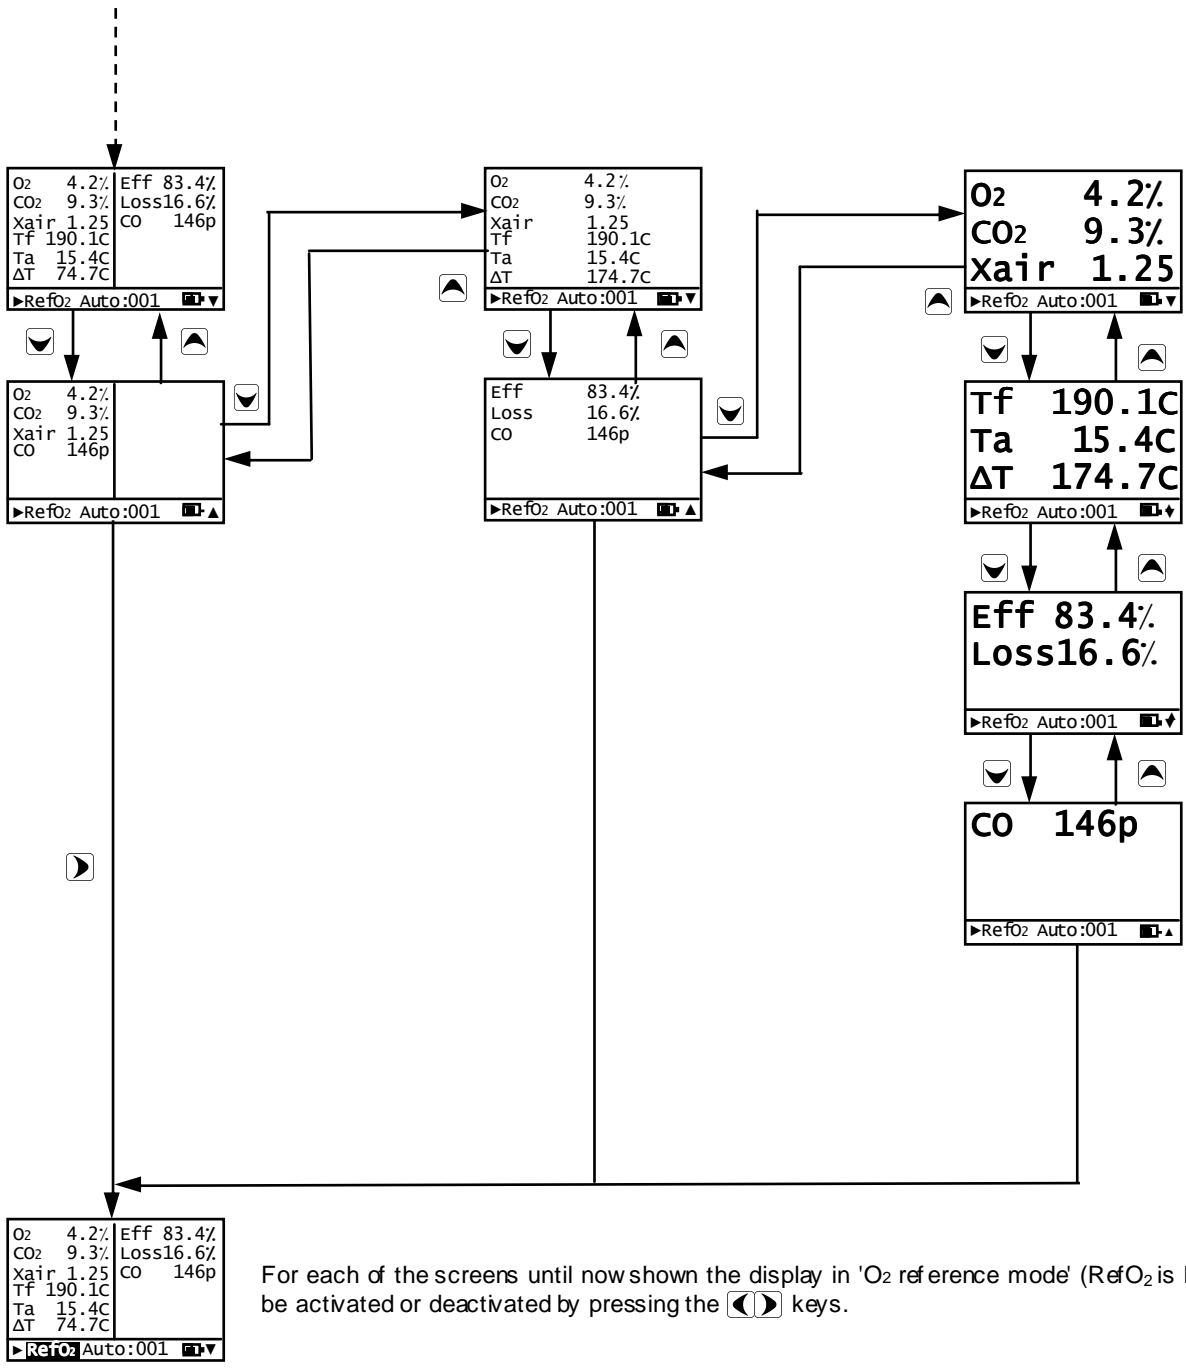 O2 4.2% Eff 83.4%
CO2 9.3% Loss16.6%
Xair 1.25 CO 146p
Tf 190.1C
Ta 15.4C
ΔT 74.7C
►RefO2 Auto:001 ▼
O2 4.2%
CO2 9.3%
Xair 1.25
CO 146p
►RefO2 Auto:001 ▲
O2 4.2%
CO2 9.3%
Xair 1.25
Tf 190.1C
Ta 15.4C
ΔT 174.7C
►RefO2 Auto:001 ▼
Eff 83.4%
Loss 16.6%
CO 146p
►RefO2 Auto:001 ▲
O2 4.2%
CO2 9.3%
Xair 1.25
►RefO2 Auto:001 ▼
Tf 190.1C
Ta 15.4C
ΔT 174.7C
►RefO2 Auto:001
Eff 83.4%
Loss16.6%
►RefO2 Auto:001
CO 146p
►RefO2 Auto:001 ▲
O2 4.2% Eff 83.4%
CO2 9.3% Loss16.6%
Xair 1.25 CO 146p
Tf 190.1C
Ta 15.4C
ΔT 74.7C
►RefO2 Auto:001 ▼
For each of the screens until now shown the display in 'O2 reference mode' (RefO2 is
be activated or deactivated by pressing the keys.